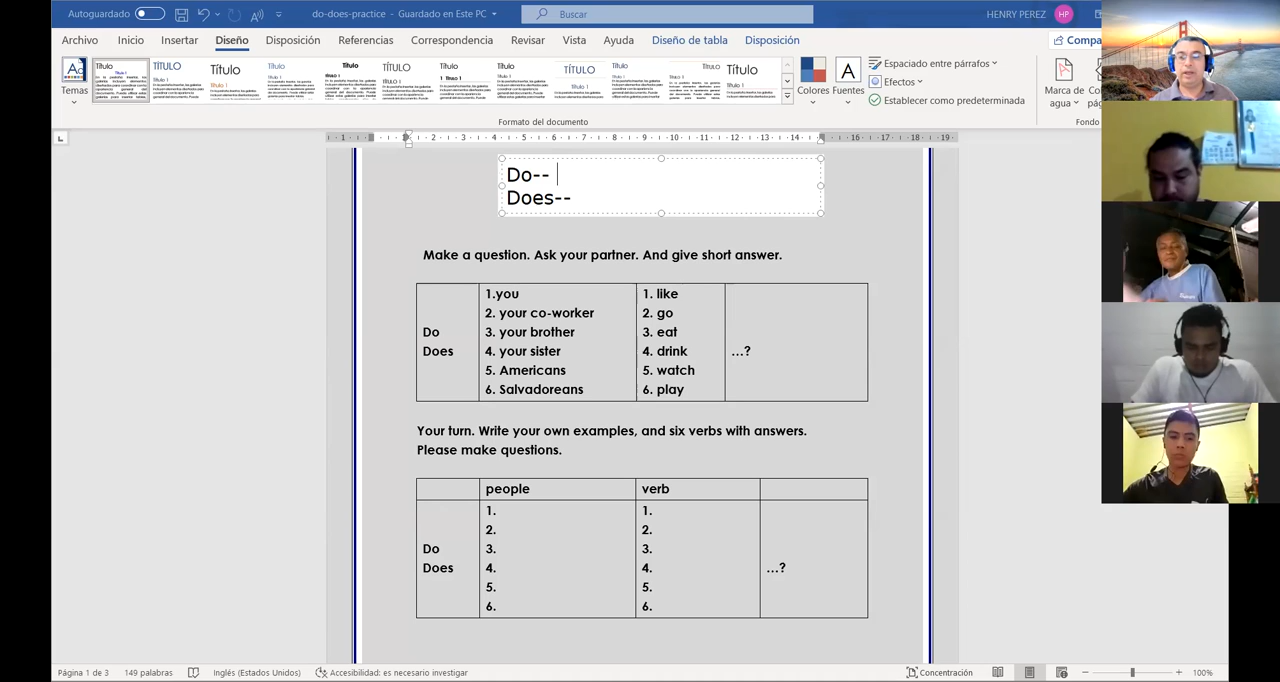 Autoguardado
do-does-practice - Guardado en Este PC
Buscar
HENRY PEREZ HP
Archivo Inicio Insertar Diseño Disposición Referencias Correspondencia Revisar Vista Ayuda Diseño de tabla Disposición
Temas
Colores
Fuentes
Espaciado entre párrafos
Efectos
Establecer como predeterminada
Marca de
agua
Formato del documento
Fondo
Do--
Does--
Make a question. Ask your partner. And give short answer.
Do
Does
1.you
2. your co-worker
3. your brother
4. your sister
5. Americans
6. Salvadoreans
1. like
2. go
3. eat
4. drink
5. watch
6. play
...?
Your turn. Write your own examples, and six verbs with answers.
Please make questions.
people verb
Do
Does
1.
2.
3.
4.
5.
6.
1.
2.
3.
4.
5.
6.
...?
Página 1 de 3 149 palabras Inglés (Estados Unidos) Accesibilidad: es necesario investigar Concentración 100%